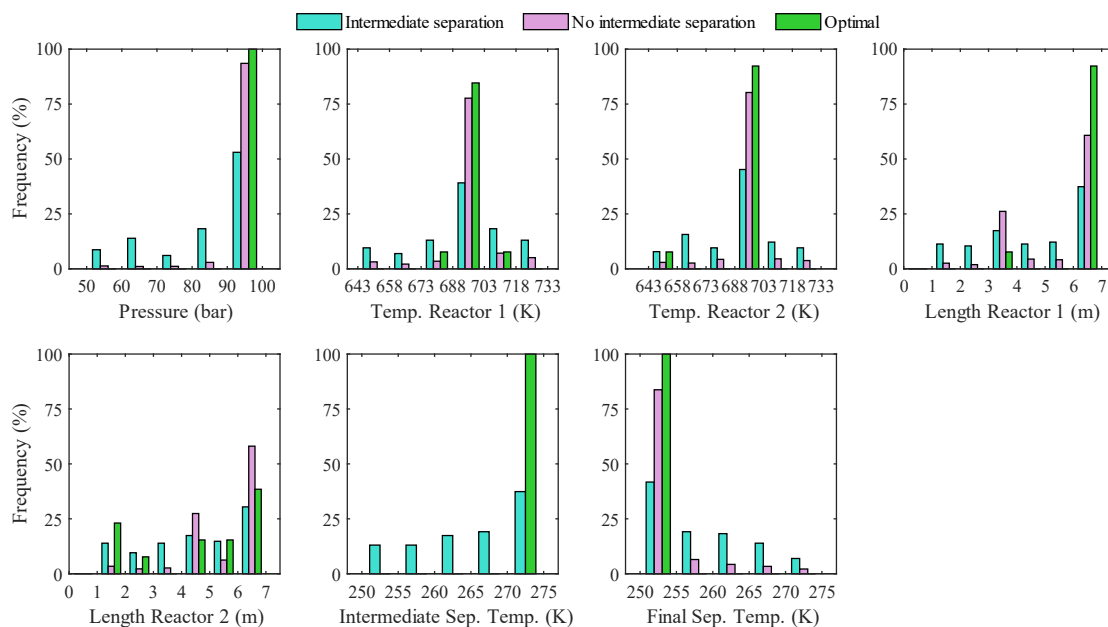 Intermediate separation No intermediate separation Optimal
Frequency (%)
100
75
50
25
0
50 60 70 80 90 100
Pressure (bar)
100
75
50
25
0
643 658 673 688 703 718 733
Temp. Reactor 1 (K)
100
75
50
25
0
643 658 673 688 703 718 733
Temp. Reactor 2 (K)
100
75
50
25
0
0 1 2 3 4 5 6 7
Length Reactor 1 (m)
Frequency (%)
100
75
50
25
0
0 1 2 3 4 5 6 7
Length Reactor 2 (m)
100
75
50
25
0
250 255 260 265 270 275
Intermediate Sep. Temp. (K)
100
75
50
25
0
250 255 260 265 270 275
Final Sep. Temp. (K)